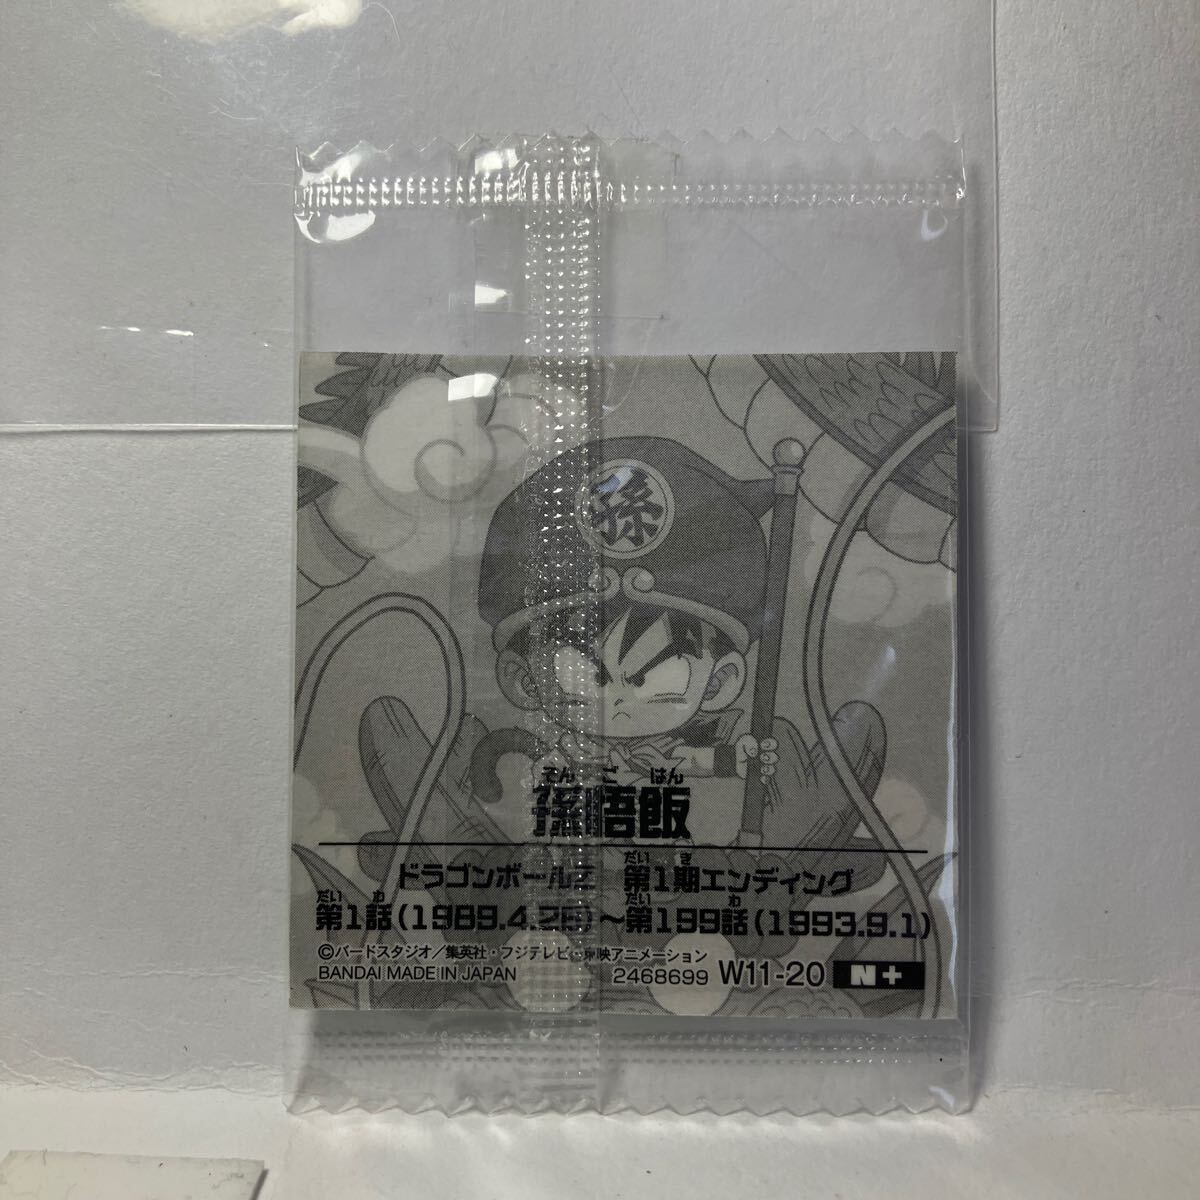 孫
そんごはん
孫悟飯
だい き
ドラゴンボールZ 第1期エンディング
だい わ だい わ
第1話(1989.4.26)～第199話(1993.9.1)
©バードスタジオ／集英社・フジテレビ・東映アニメーション
BANDAI MADE IN JAPAN 2468699 W11-20 N+